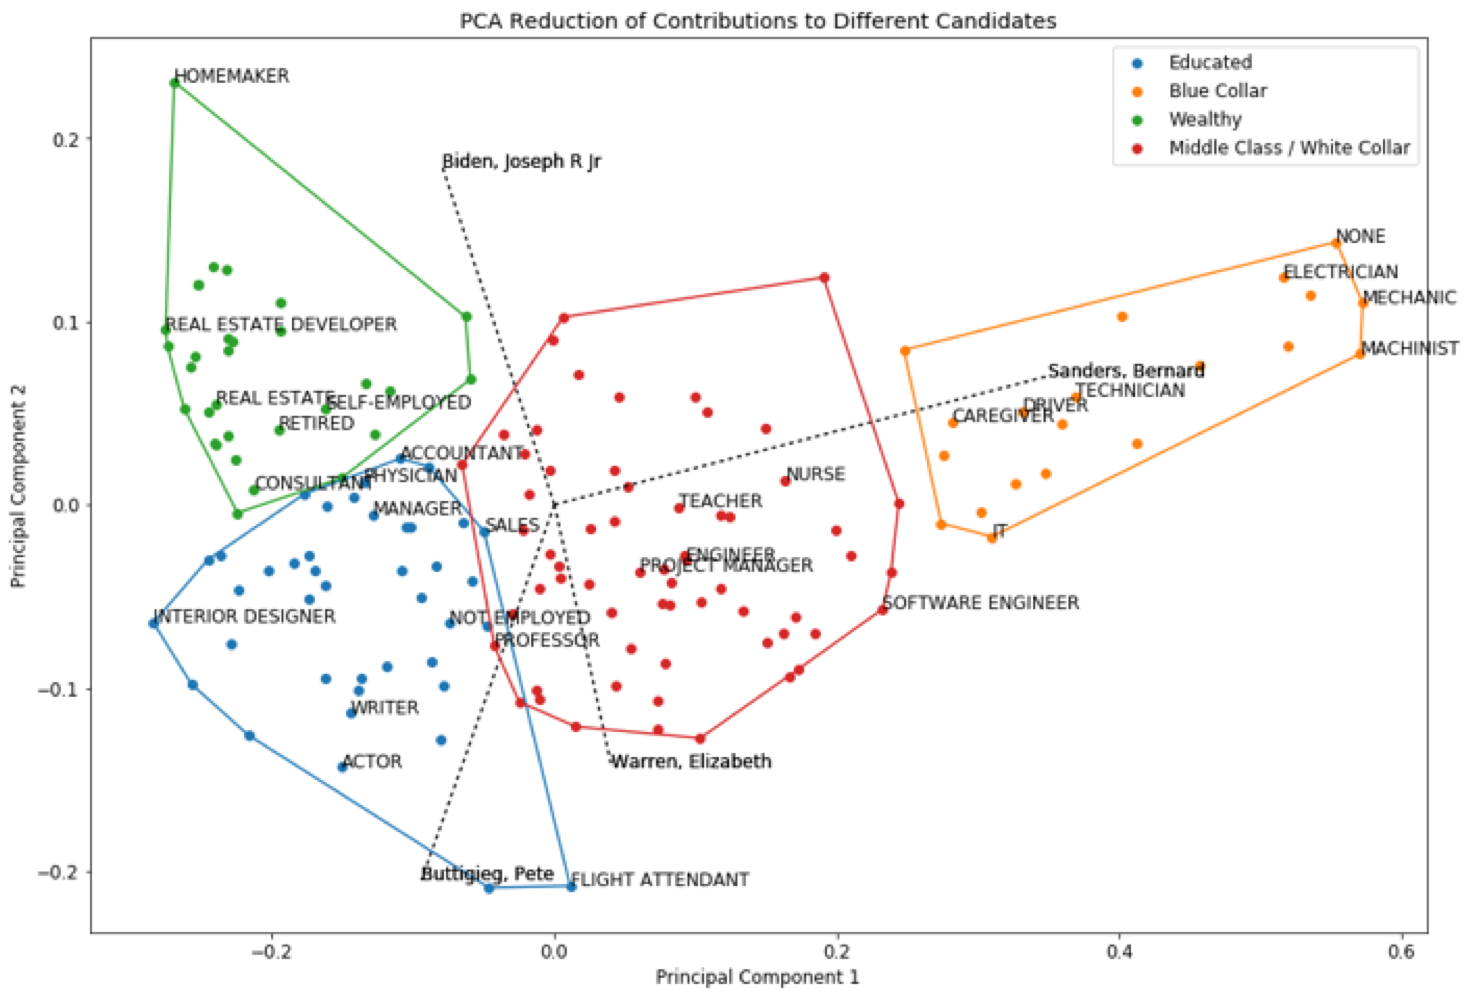 PCA Reduction of Contributions to Different Candidates
Educated
Blue Collar
Wealthy
Middle Class / White Collar
HOMEMAKER
Biden, Joseph R Jr
NONE
ELECTRICIAN
MECHANIC
REAL ESTATE DEVELOPER
MACHINIST
Sanders, Bernard
TECHNICIAN
REAL ESTATE
SELF-EMPLOYED
DRIVER
CAREGIVER
RETIRED
ACCOUNTANT
PHYSICIAN
CONSULTANT
NURSE
MANAGER
TEACHER
SALES
IT
ENGINEER
PROJECT MANAGER
SOFTWARE ENGINEER
INTERIOR DESIGNER
NOT EMPLOYED
PROFESSOR
WRITER
ACTOR
Warren, Elizabeth
Buttigieg, Pete
FLIGHT ATTENDANT
0.2
0.1
0.0
−0.1
−0.2
Principal Component 2
−0.2
0.0
0.2
0.4
0.6
Principal Component 1